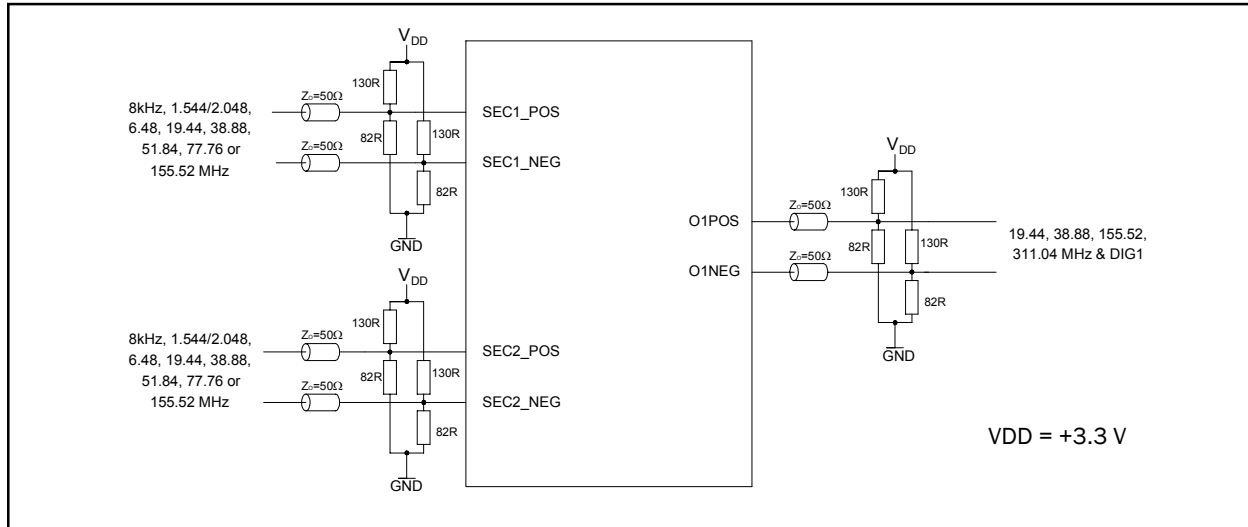 VDD
130R
Z₀=50Ω
8kHz, 1.544/2.048,
6.48, 19.44, 38.88,
51.84, 77.76 or
155.52 MHz
SEC1_POS
82R
130R
Z₀=50Ω
SEC1_NEG
82R
GND
VDD
130R
Z₀=50Ω
O1POS
82R
130R
19.44, 38.88, 155.52,
311.04 MHz & DIG1
Z₀=50Ω
O1NEG
82R
GND
VDD
130R
Z₀=50Ω
8kHz, 1.544/2.048,
6.48, 19.44, 38.88,
51.84, 77.76 or
155.52 MHz
SEC2_POS
82R
130R
Z₀=50Ω
SEC2_NEG
82R
GND
VDD = +3.3 V